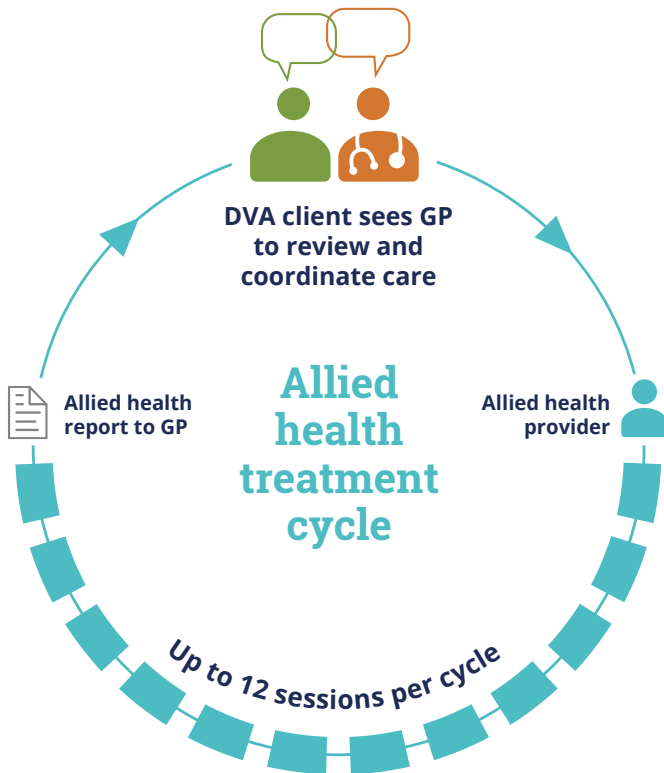 DVA client sees GP
to review and
coordinate care
Allied health
report to GP
Allied
health
treatment
cycle
Allied health
provider
Up to 12 sessions per cycle